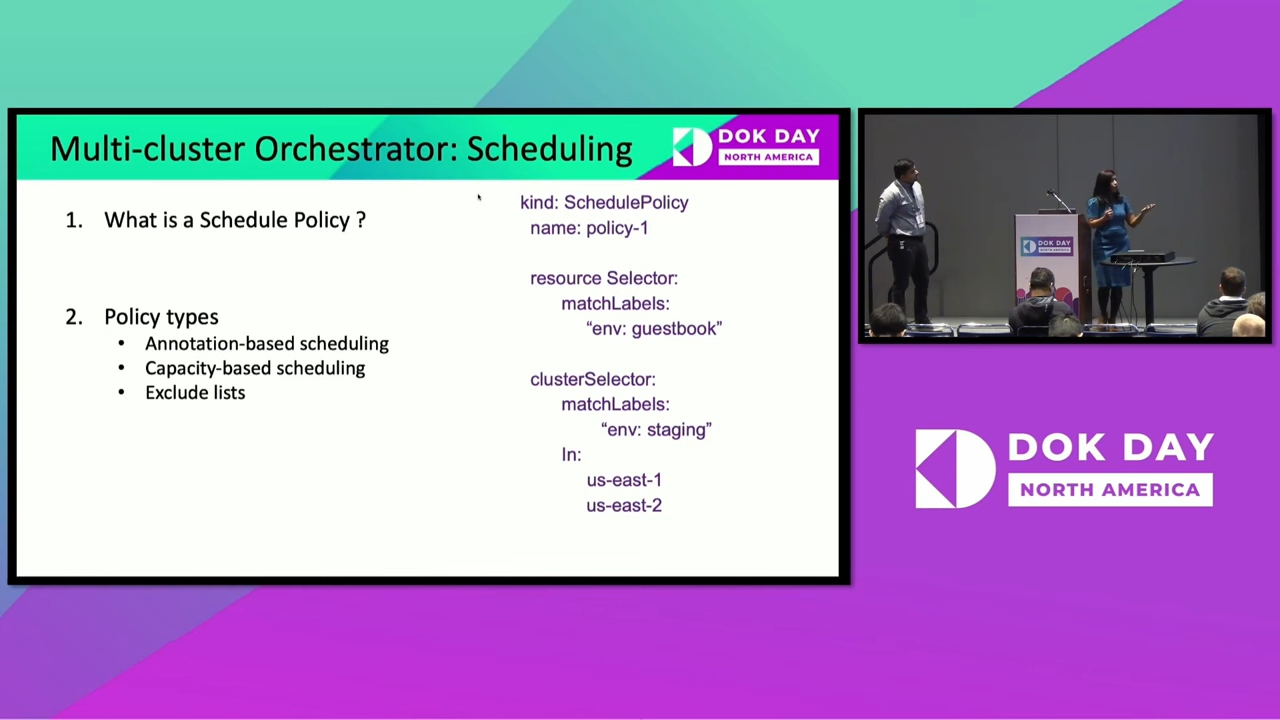 Multi-cluster Orchestrator: Scheduling
DOK DAY
NORTH AMERICA
1. What is a Schedule Policy ?
2. Policy types
• Annotation-based scheduling
• Capacity-based scheduling
• Exclude lists
kind: SchedulePolicy
name: policy-1
resource Selector:
matchLabels:
“env: guestbook”
clusterSelector:
matchLabels:
“env: staging”
In:
us-east-1
us-east-2
DOK DAY
DOK DAY
NORTH AMERICA